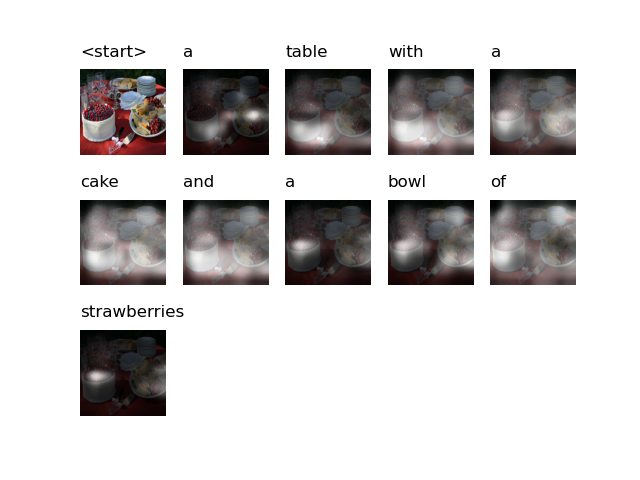 <start> a table with a
cake and a bowl of
strawberries